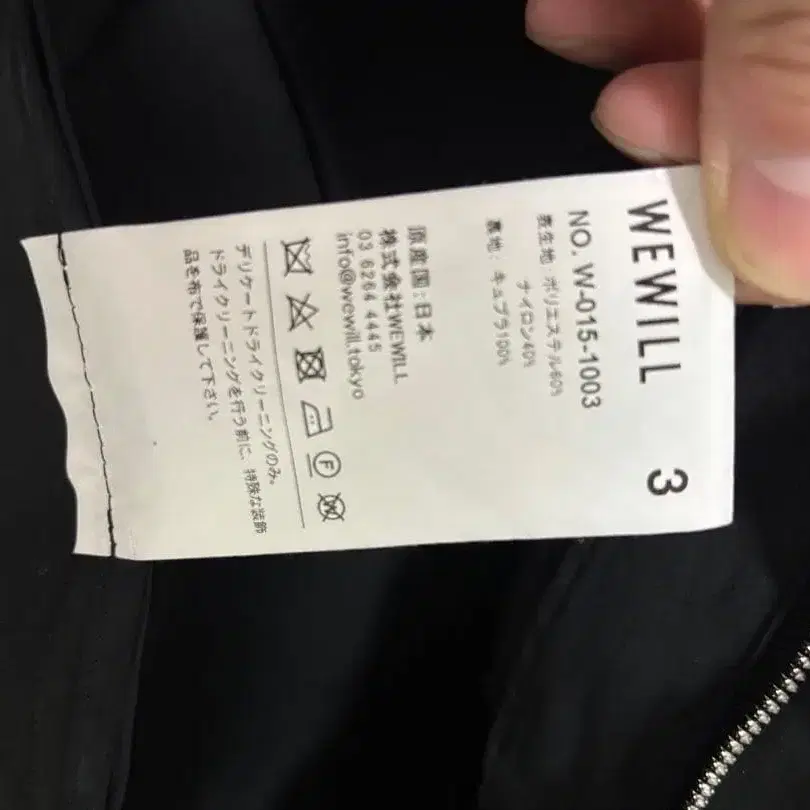 WEWILL 3
NO. W-015-1003
表生地:ポリエステル60%
ナイロン40%
裏地:キュプラ100%
原産国:日本
株式会社WEWILL
03 6264 4445
info@wewill.tokyo
F
W
デリケートドライクリーニングのみ。
ドライクリーニングを行う前に、特殊な装飾
品を布で保護して下さい。